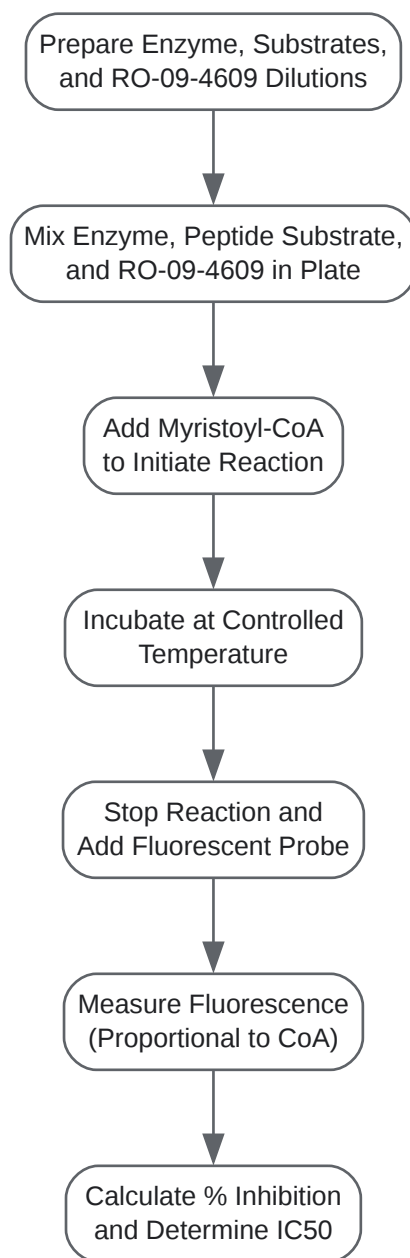 Prepare Enzyme, Substrates,
and RO-09-4609 Dilutions
Mix Enzyme, Peptide Substrate,
and RO-09-4609 in Plate
Add Myristoyl-CoA
to Initiate Reaction
Incubate at Controlled
Temperature
Stop Reaction and
Add Fluorescent Probe
Measure Fluorescence
(Proportional to CoA)
Calculate % Inhibition
and Determine IC50